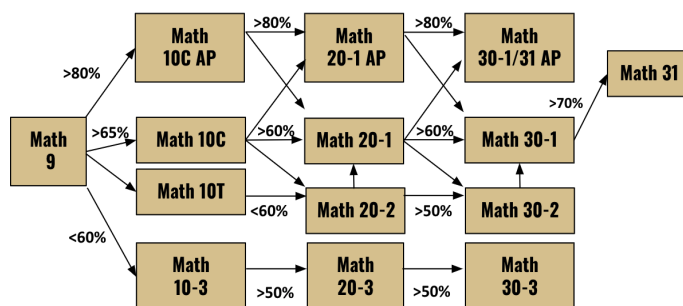 >80%
>80%
Math
10C AP
Math
20-1 AP
Math
30-1/31 AP
Math 31
>80%
>70%
Math
9
>65%
Math 10C
>60%
Math 20-1
>60%
Math 30-1
Math 10T
<60%
Math 20-2
>50%
Math 30-2
<60%
Math
10-3
>50%
Math
20-3
>50%
Math
30-3